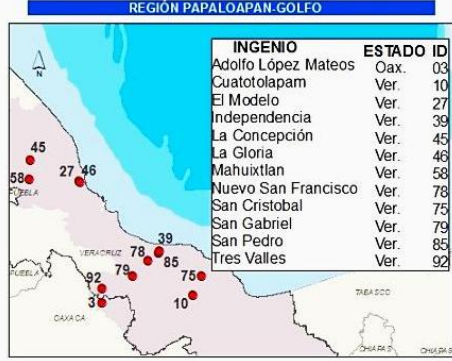 REGIÓN PAPALOAPAN-GOLFO
INGENIO ESTADO ID
Adolfo López Mateos Oax. 03
Cuatotolapam Ver. 10
El Modelo Ver. 27
Independencia Ver. 39
La Concepción Ver. 45
La Gloria Ver. 46
Mahuixtlan Ver. 58
Nuevo San Francisco Ver. 78
San Cristobal Ver. 75
San Gabriel Ver. 79
San Pedro Ver. 85
Tres Valles Ver. 92
N
45
58
27 46
PUEBLA
39
VERACRUZ 78
85
PUEBLA
79
75
92
3
10
TABASCO
OAXACA
CHIAPAS
CHIAPAS